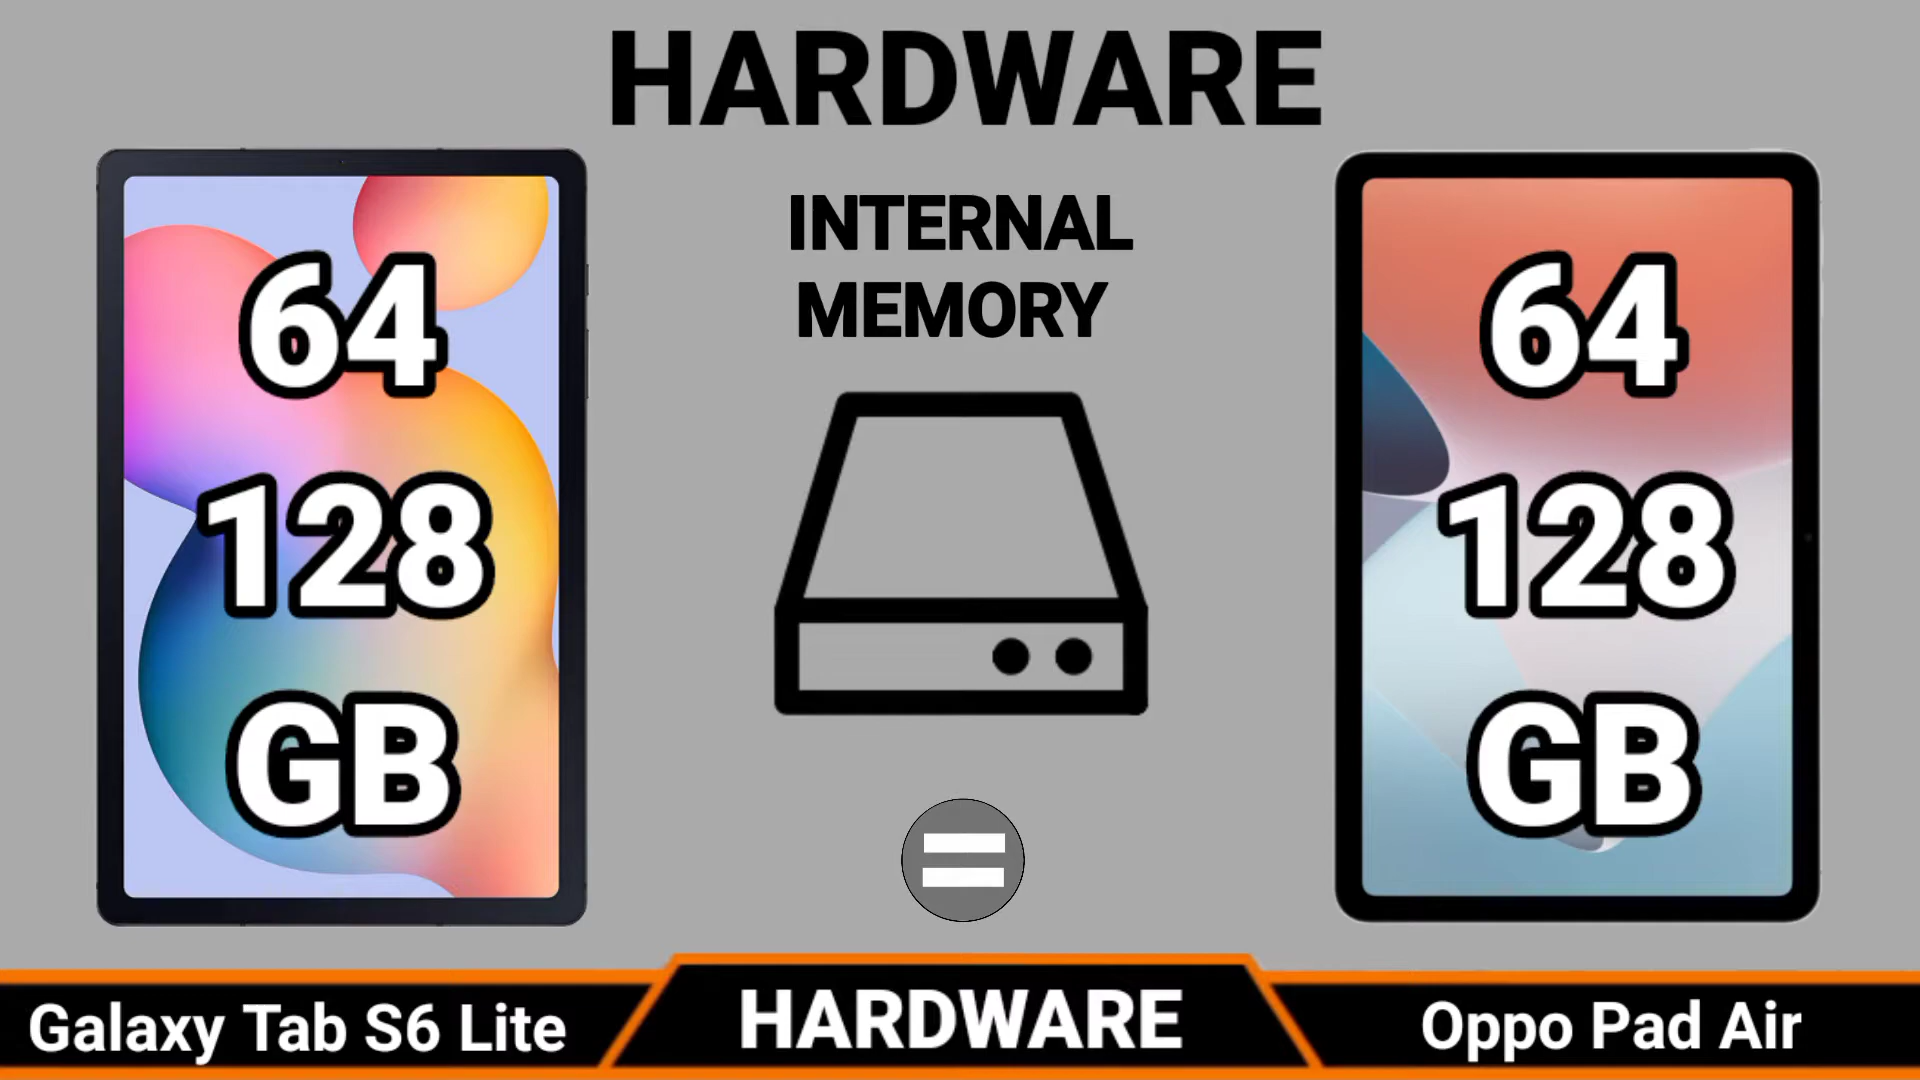 HARDWARE
INTERNAL
MEMORY
64
128
GB
64
128
GB
Galaxy Tab S6 Lite
HARDWARE
Oppo Pad Air